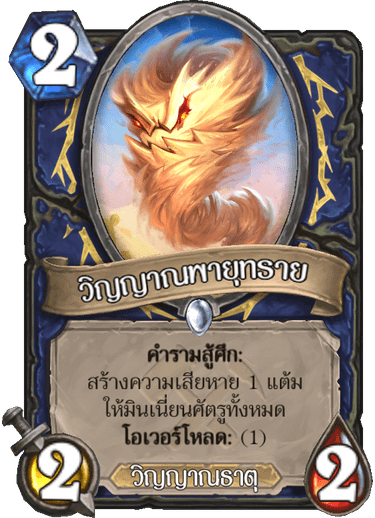 2
วิญญาณพายุทราย
คำรามสู้ศึก:
สร้างความเสียหาย 1 แต้ม
ให้มินเนี่ยนศัตรูทั้งหมด
โอเวอร์โหลด: (1)
วิญญาณธาตุ
2
2